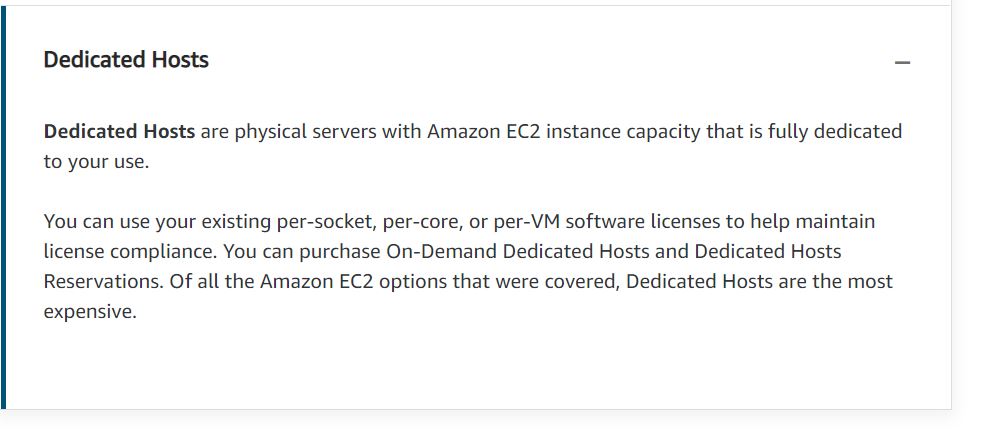 Dedicated Hosts
Dedicated Hosts are physical servers with Amazon EC2 instance capacity that is fully dedicated
to your use.
You can use your existing per-socket, per-core, or per-VM software licenses to help maintain
license compliance. You can purchase On-Demand Dedicated Hosts and Dedicated Hosts
Reservations. Of all the Amazon EC2 options that were covered, Dedicated Hosts are the most
expensive.